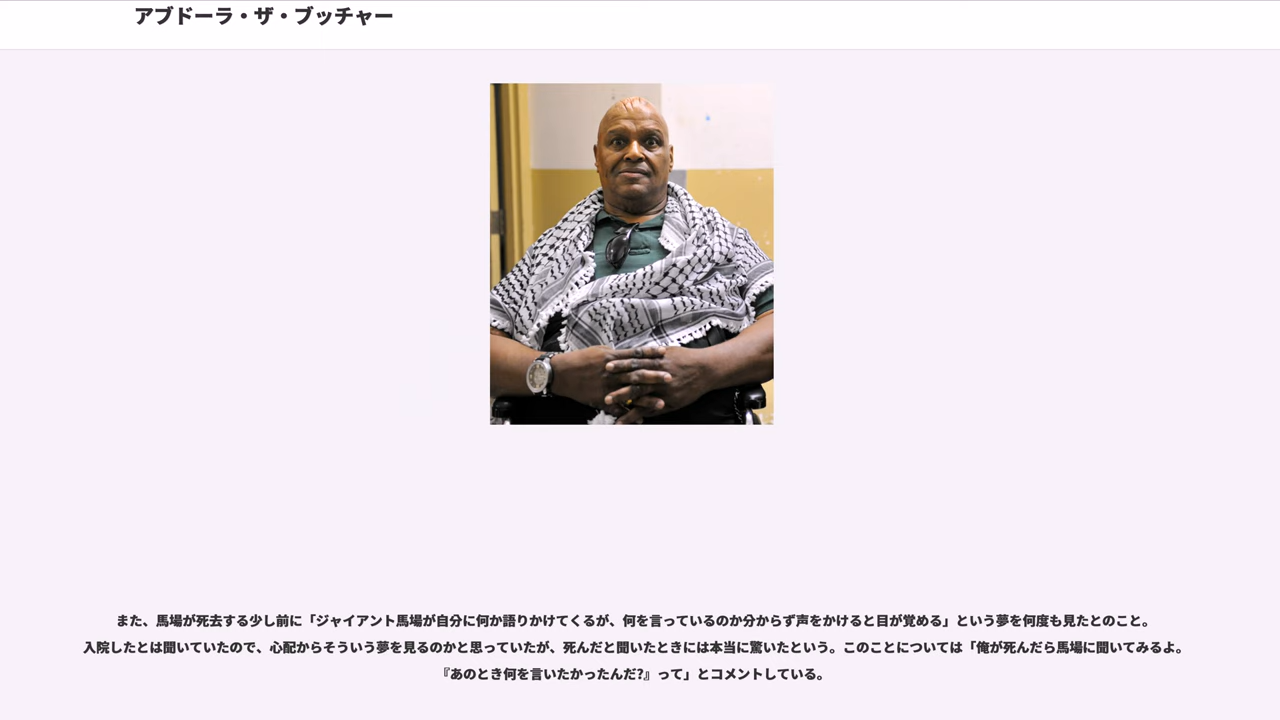 アブドーラ・ザ・ブッチャー
また、馬場が死去する少し前に「ジャイアント馬場が自分に何か語りかけてくるが、何を言っているのか分からず声をかけると目が覚める」という夢を何度も見たとのこと。
入院したとは聞いていたので、心配からそういう夢を見るのかと思っていたが、死んだと聞いたときには本当に驚いたという。このことについては「俺が死んだら馬場に聞いてみるよ。
『あのとき何を言いたかったんだ?』って」とコメントしている。